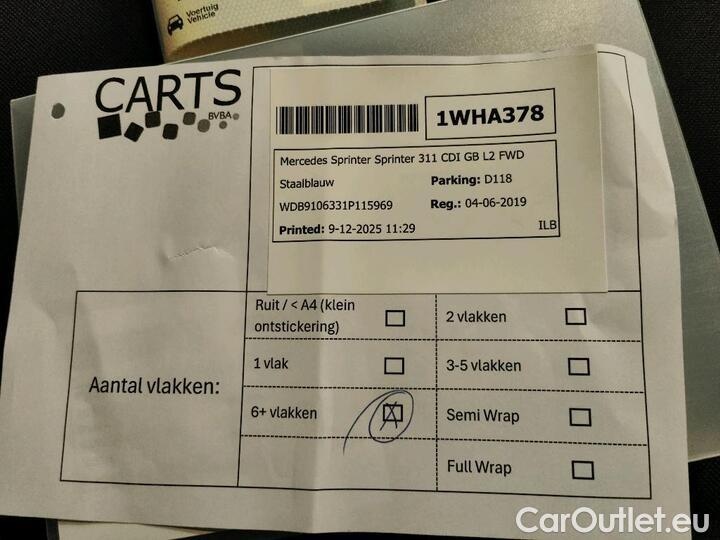 Voertuig
Vehicle
CARTS
BVBA
1WHA378
Mercedes Sprinter Sprinter 311 CDI GB L2 FWD
Staalblauw
Parking: D118
WDB9106331P115969
Reg.: 04-06-2019
Printed: 9-12-2025 11:29
ILB
Aantal vlakken:
Ruit / < A4 (klein
ontstickering)
2 vlakken
1 vlak
3-5 vlakken
6+ vlakken
Semi Wrap
Full Wrap
CarOutlet.eu